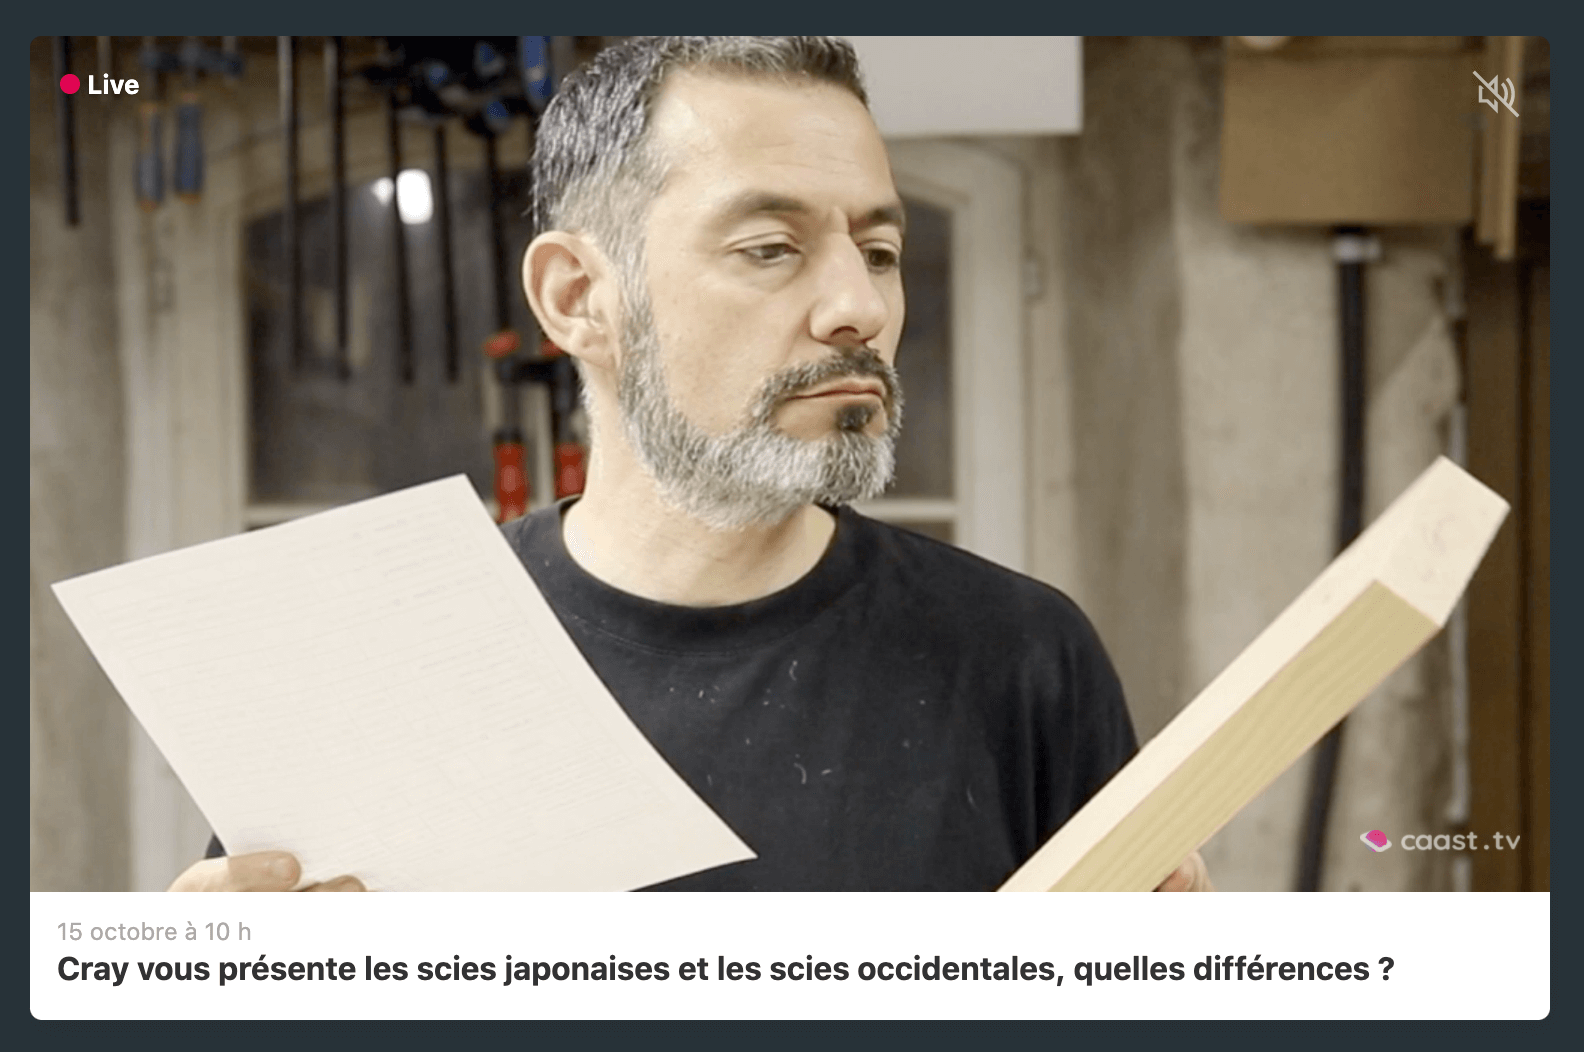 Live
caast.tv
15 octobre à 10 h
Cray vous présente les scies japonaises et les scies occidentales, quelles différences ?